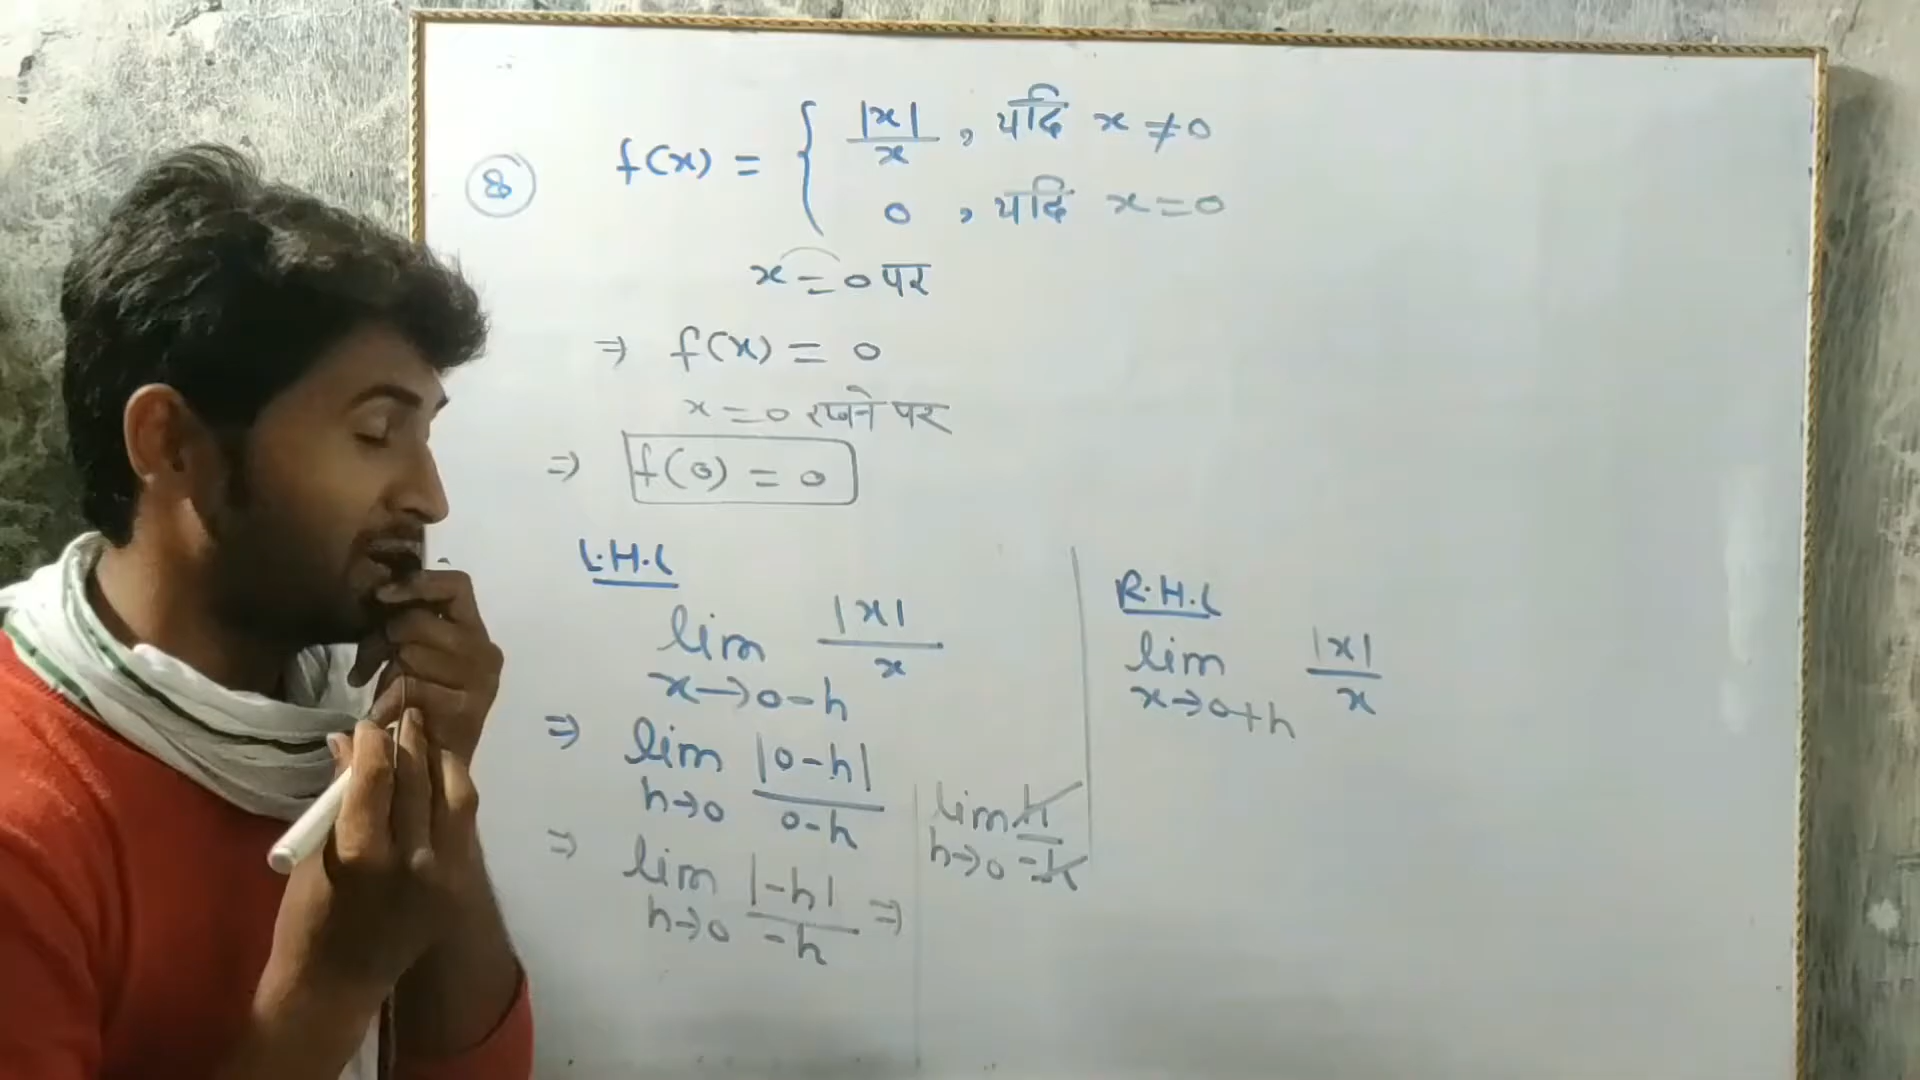 ⑧ f(x) = { |x|/x , यदि x ≠ 0
0 , यदि x = 0
x = 0 पर
⇒ f(x) = 0
x = 0 रखने पर
⇒ f(0) = 0
L.H.L
lim x→0-h |x|/x
⇒ lim h→0 |0-h|/0-h
⇒ lim h→0 |-h|/-h ⇒
lim h→0 h/-h
R.H.L
lim x→0+h |x|/x